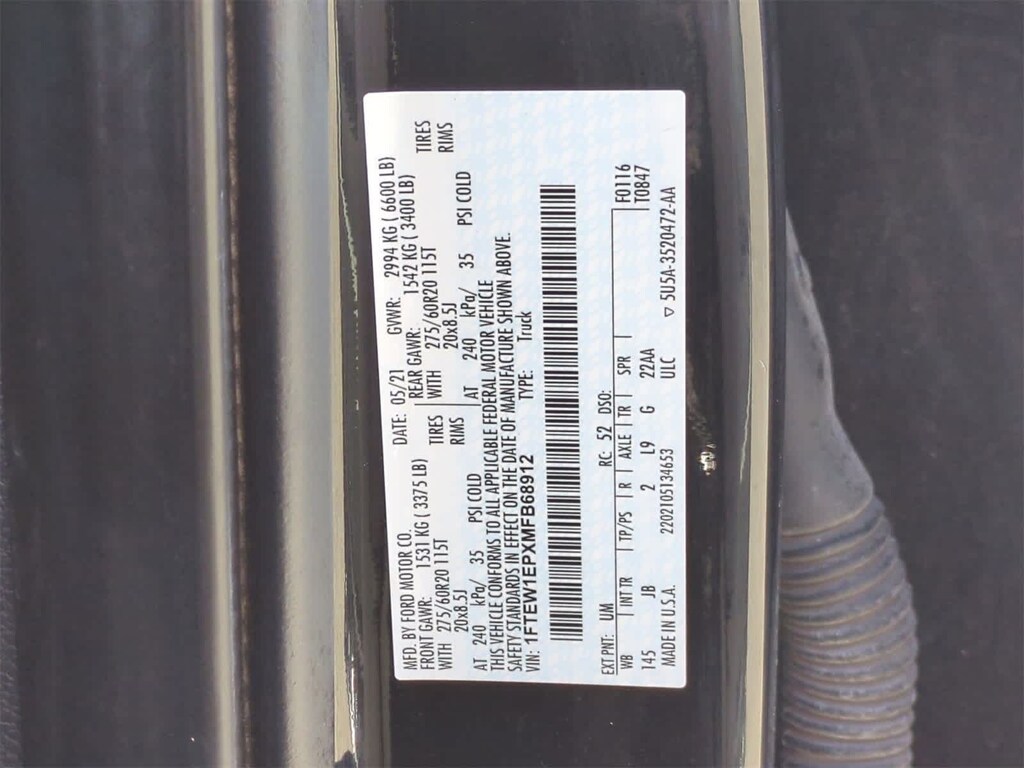 MFD. BY FORD MOTOR CO. DATE: 05/21 GVWR: 2994 KG ( 6600 LB)
FRONT GAWR: 1531 KG ( 3375 LB) REAR GAWR: 1542 KG ( 3400 LB)
WITH 275/60R20 115T TIRES WITH 275/60R20 115T TIRES
20x8.5J RIMS 20x8.5J RIMS
AT 240 kPa/ 35 PSI COLD AT 240 kPa/ 35 PSI COLD
THIS VEHICLE CONFORMS TO ALL APPLICABLE FEDERAL MOTOR VEHICLE
SAFETY STANDARDS IN EFFECT ON THE DATE OF MANUFACTURE SHOWN ABOVE.
VIN: 1FTEW1EPXMFB68912 TYPE: Truck
EXT PNT: UM RC: 52 DSO: F0116
WB INT TR TP/PS R AXLE TR SPR T0847
145 JB 2 L9 G 22AA
MADE IN U.S.A. 2202105134653 ULC ▽ 5U5A-3520472-AA